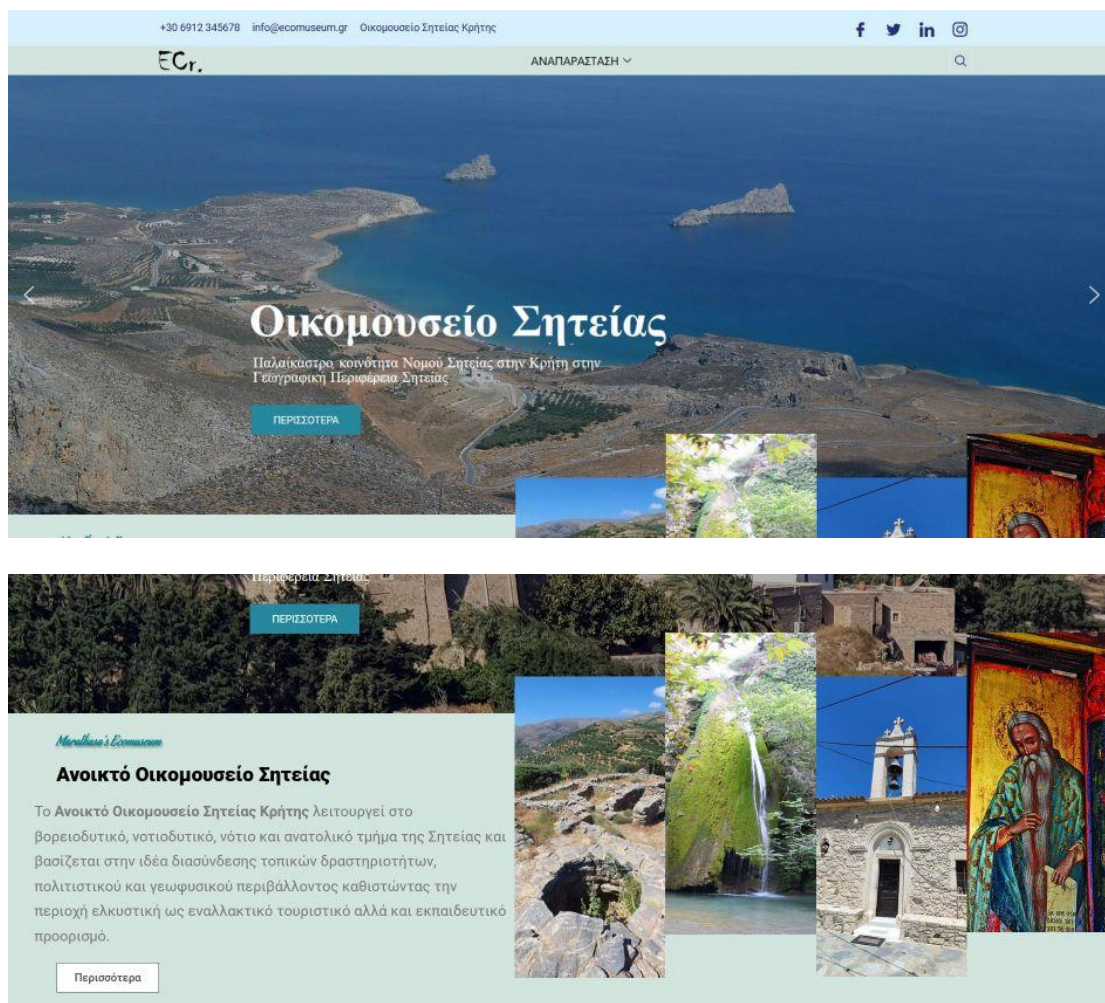 +30 6912 345678 info@ecomuseum.gr Οικομουσείο Σητείας Κρήτης
ECr.
ΑΝΑΠΑΡΑΣΤΑΣΗ
Οικομουσείο Σητείας
Παλαίκαστρο, κοινότητα Νομού Σητείας στην Κρήτη στην
Γεωγραφική Περιφέρεια Σητείας
ΠΕΡΙΣΣΟΤΕΡΑ
Περιφέρεια Σητείας
ΠΕΡΙΣΣΟΤΕΡΑ
Marathasa's Ecomuseum
Ανοικτό Οικομουσείο Σητείας
Το Ανοικτό Οικομουσείο Σητείας Κρήτης λειτουργεί στο
βορειοδυτικό, νοτιοδυτικό, νότιο και ανατολικό τμήμα της Σητείας και
βασίζεται στην ιδέα διασύνδεσης τοπικών δραστηριοτήτων,
πολιτιστικού και γεωφυσικού περιβάλλοντος καθιστώντας την
περιοχή ελκυστική ως εναλλακτικό τουριστικό αλλά και εκπαιδευτικό
προορισμό.
Περισσότερα